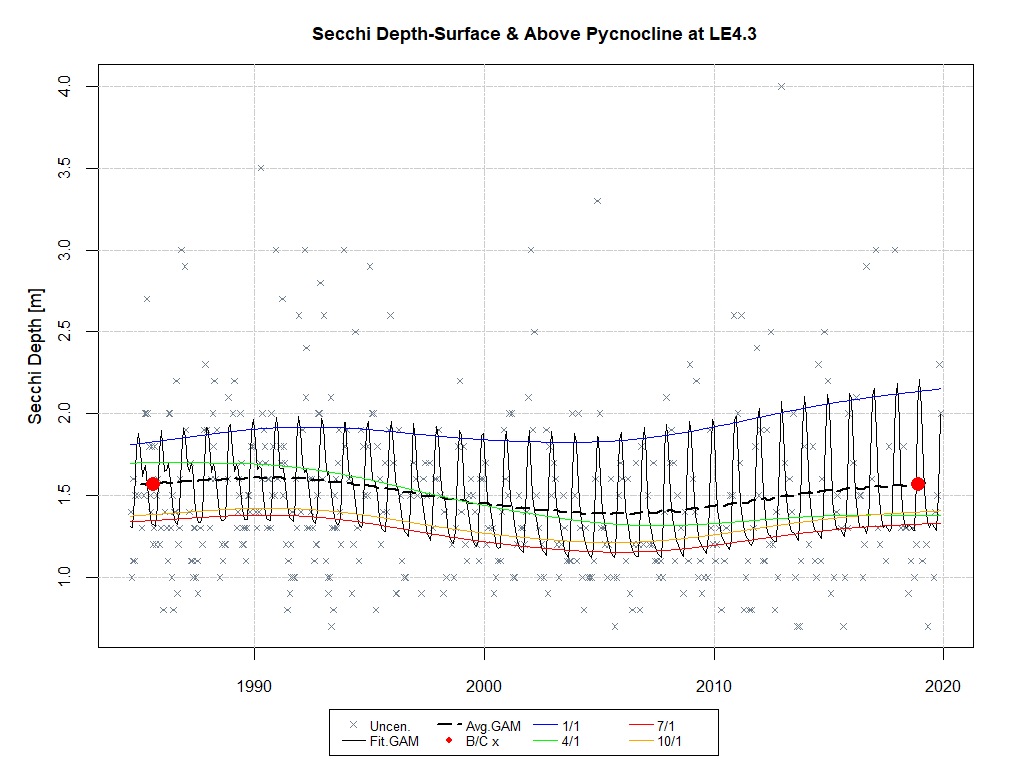 Secchi Depth-Surface & Above Pycnocline at LE4.3
Secchi Depth [m]
4.0
3.5
3.0
2.5
2.0
1.5
1.0
1990 2000 2010 2020
Uncen. Avg.GAM 1/1 7/1
Fit.GAM B/C x 4/1 10/1